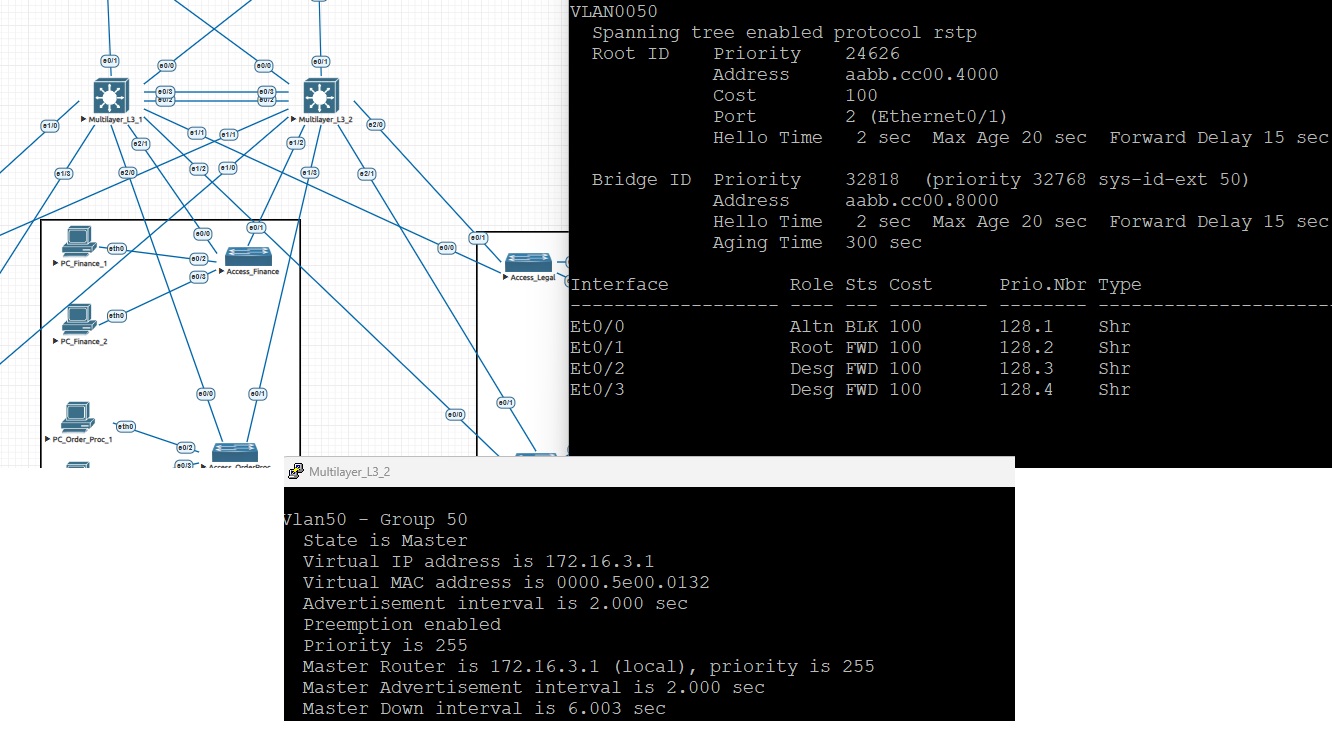 e0/1
e0/1
e0/0
e0/0
e0/3
e0/3
e0/2
e0/2
Multilayer_L3_1
Multilayer_L3_2
e1/0
e1/1
e1/1
e2/0
e2/1
e1/2
e1/3
e2/0
e1/2
e1/0
e1/3
e2/1
e0/1
e0/0
e0/1
eth0
e0/0
PC_Finance_1
e0/2
Access_Finance
e0/3
Access_Legal
eth0
PC_Finance_2
e0/0
e0/1
e0/1
e0/0
eth0
PC_Order_Proc_1
e0/2
e0/3
Access_OrderProc
VLAN0050
Spanning tree enabled protocol rstp
Root ID Priority 24626
Address aabb.cc00.4000
Cost 100
Port 2 (Ethernet0/1)
Hello Time 2 sec Max Age 20 sec Forward Delay 15 sec
Bridge ID Priority 32818 (priority 32768 sys-id-ext 50)
Address aabb.cc00.8000
Hello Time 2 sec Max Age 20 sec Forward Delay 15 sec
Aging Time 300 sec
Interface Role Sts Cost Prio.Nbr Type
------------------- ---- --- --------- -------- --------------------
Et0/0 Altn BLK 100 128.1 Shr
Et0/1 Root FWD 100 128.2 Shr
Et0/2 Desg FWD 100 128.3 Shr
Et0/3 Desg FWD 100 128.4 Shr
Multilayer_L3_2
Vlan50 - Group 50
State is Master
Virtual IP address is 172.16.3.1
Virtual MAC address is 0000.5e00.0132
Advertisement interval is 2.000 sec
Preemption enabled
Priority is 255
Master Router is 172.16.3.1 (local), priority is 255
Master Advertisement interval is 2.000 sec
Master Down interval is 6.003 sec